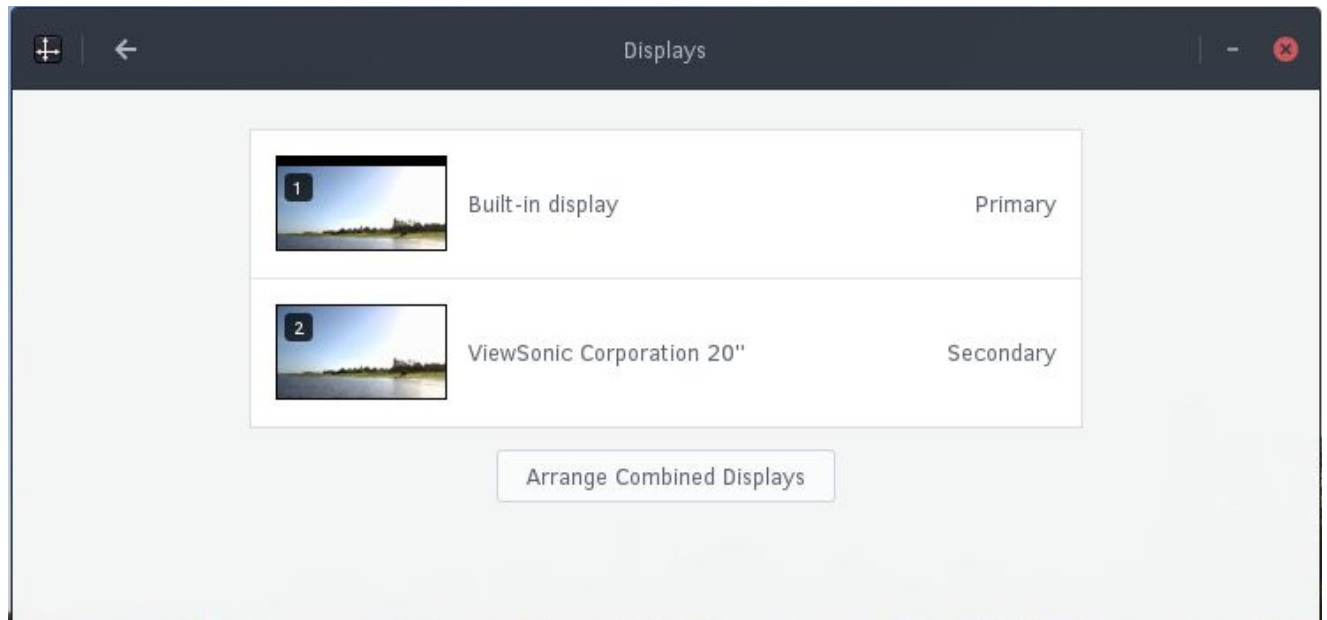 Displays
1
Built-in display
Primary
2
ViewSonic Corporation 20"
Secondary
Arrange Combined Displays